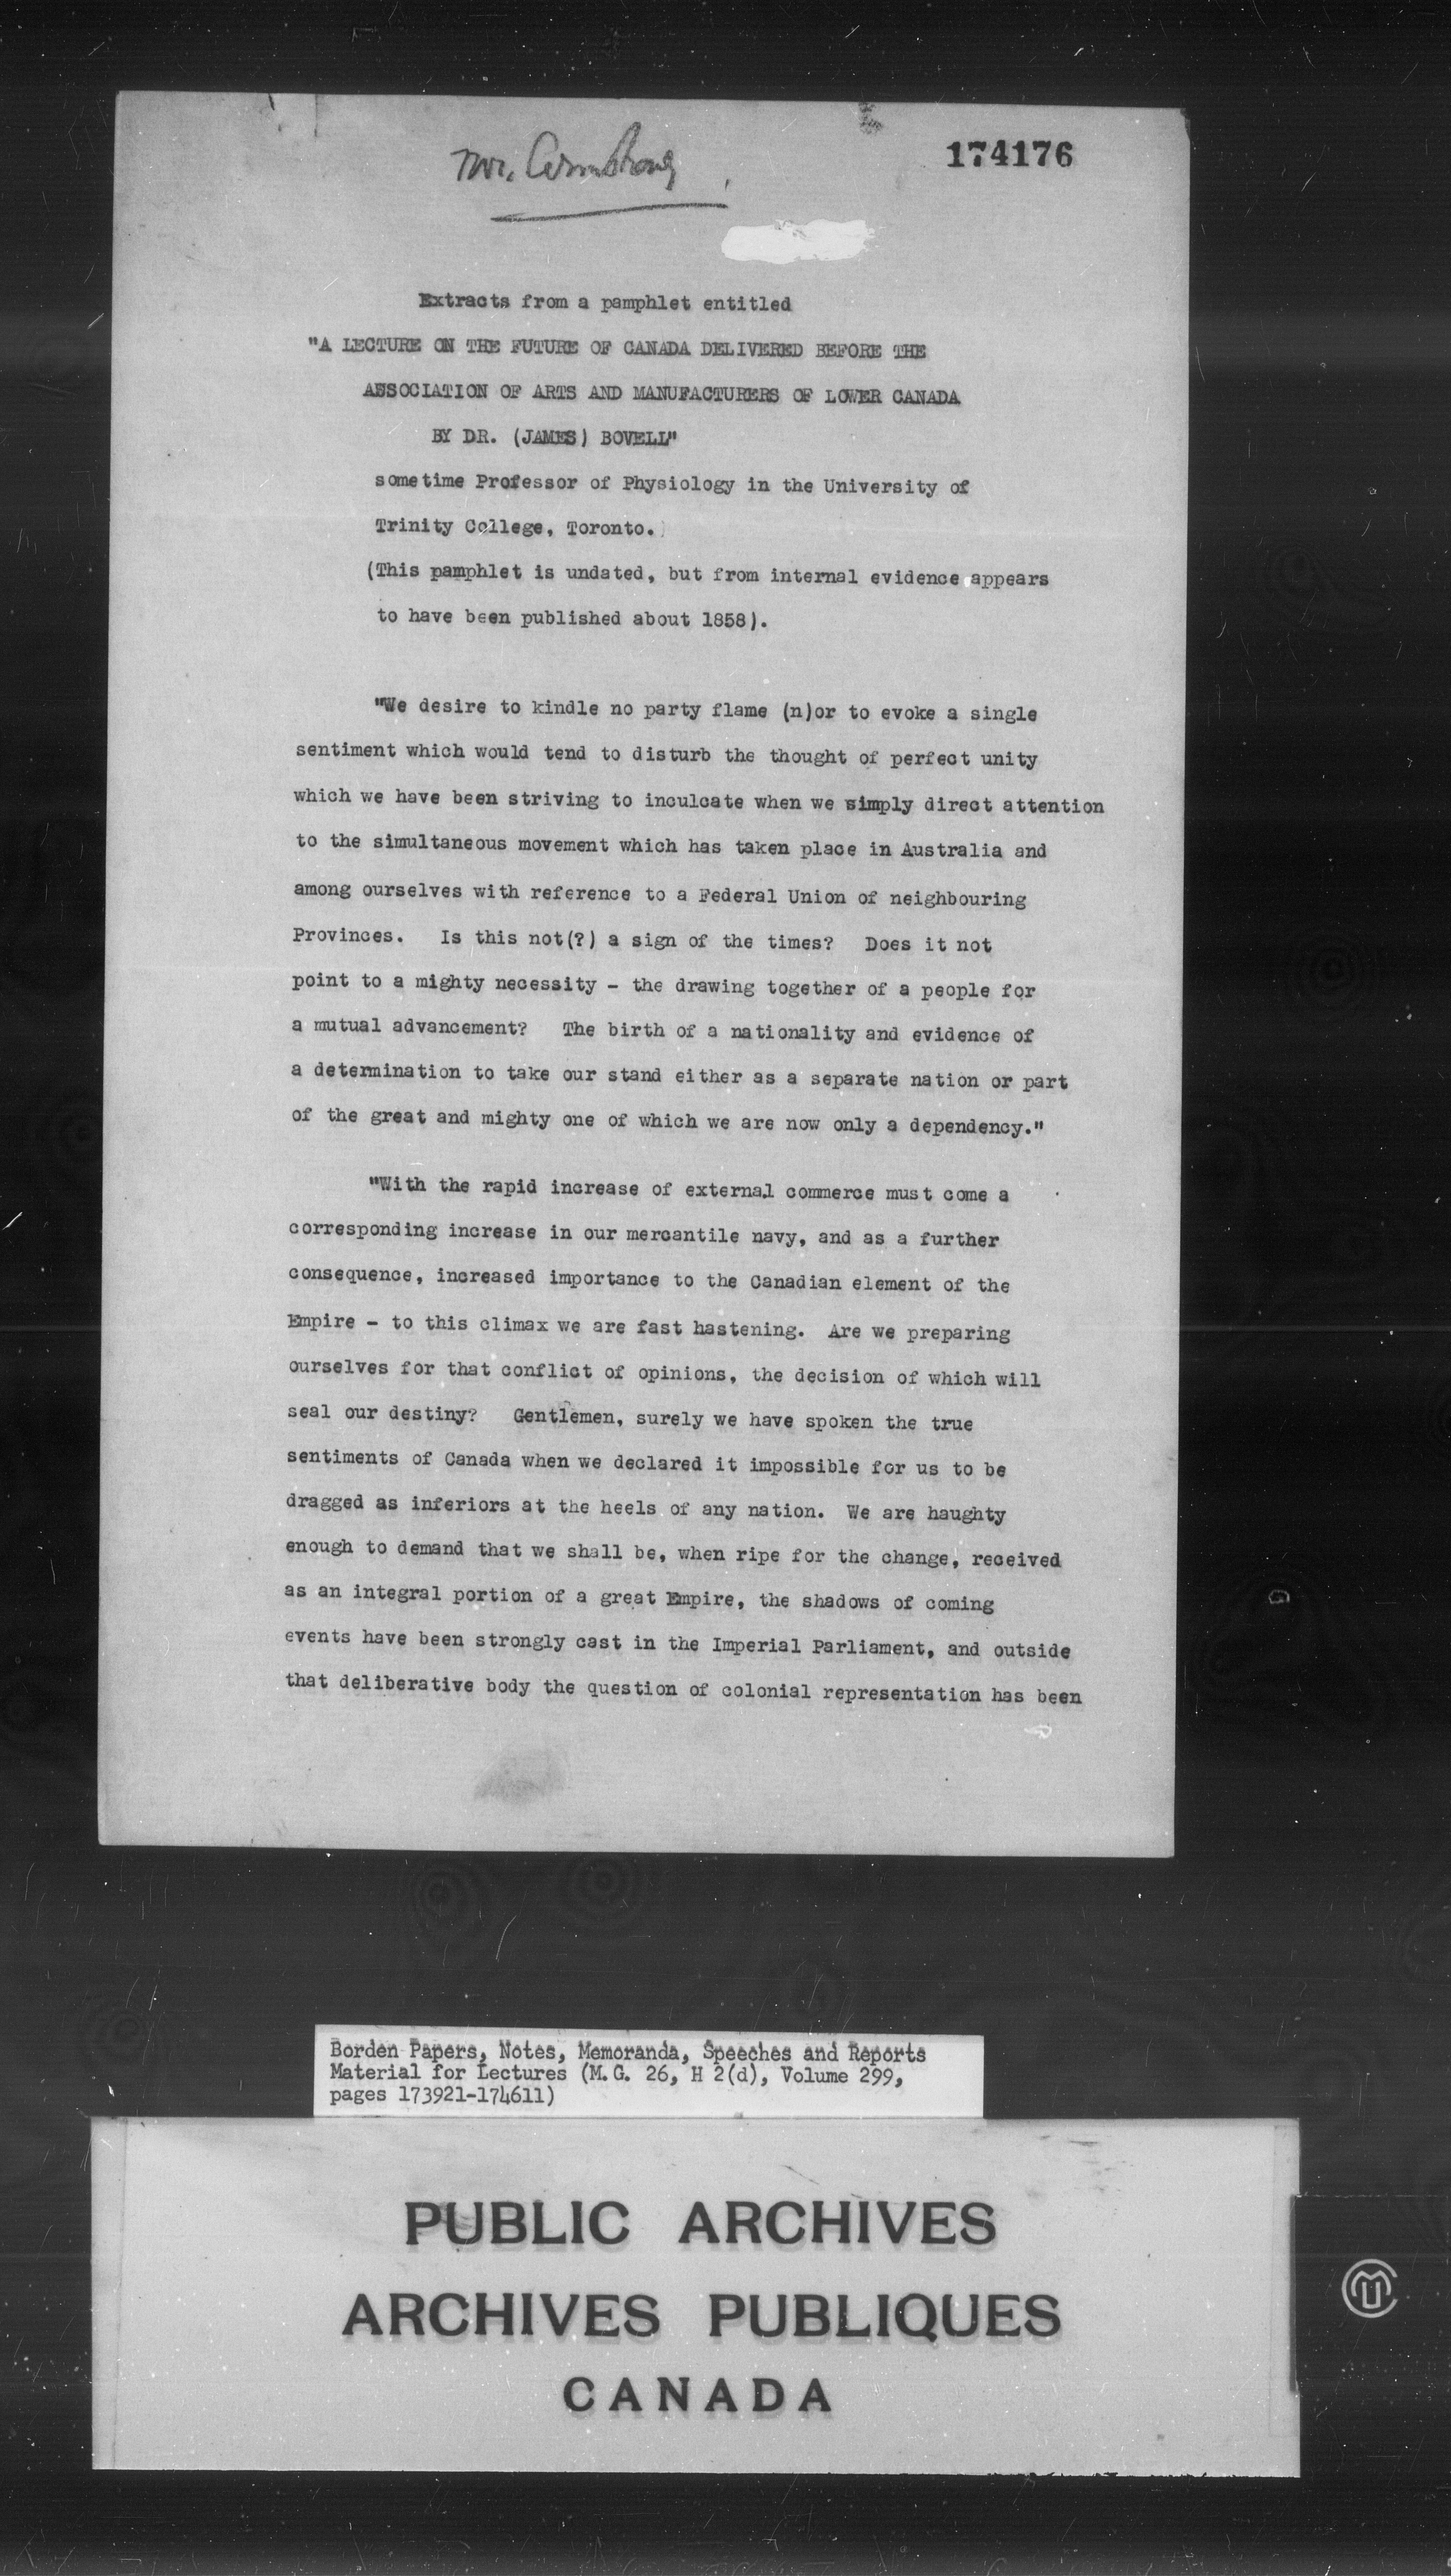 Mr. Armstrong
174176
Extracts from a pamphlet entitled
"A LECTURE ON THE FUTURE OF CANADA DELIVERED BEFORE THE
ASSOCIATION OF ARTS AND MANUFACTURERS OF LOWER CANADA
BY DR. (JAMES) BOVELL"
sometime Professor of Physiology in the University of
Trinity College, Toronto.
(This pamphlet is undated, but from internal evidence appears
to have been published about 1858).
"We desire to kindle no party flame (n)or to evoke a single
sentiment which would tend to disturb the thought of perfect unity
which we have been striving to inculcate when we simply direct attention
to the simultaneous movement which has taken place in Australia and
among ourselves with reference to a Federal Union of neighbouring
Provinces. Is this not(?) a sign of the times? Does it not
point to a mighty necessity - the drawing together of a people for
a mutual advancement? The birth of a nationality and evidence of
a determination to take our stand either as a separate nation or part
of the great and mighty one of which we are now only a dependency."
"With the rapid increase of external commerce must come a
corresponding increase in our mercantile navy, and as a further
consequence, increased importance to the Canadian element of the
Empire - to this climax we are fast hastening. Are we preparing
ourselves for that conflict of opinions, the decision of which will
seal our destiny? Gentlemen, surely we have spoken the true
sentiments of Canada when we declared it impossible for us to be
dragged as inferiors at the heels of any nation. We are haughty
enough to demand that we shall be, when ripe for the change, received
as an integral portion of a great Empire, the shadows of coming
events have been strongly cast in the Imperial Parliament, and outside
that deliberative body the question of colonial representation has been
Borden Papers, Notes, Memoranda, Speeches and Reports
Material for Lectures (M.G. 26, H 2(d), Volume 299,
pages 173921-174611)
PUBLIC ARCHIVES
ARCHIVES PUBLIQUES
CANADA